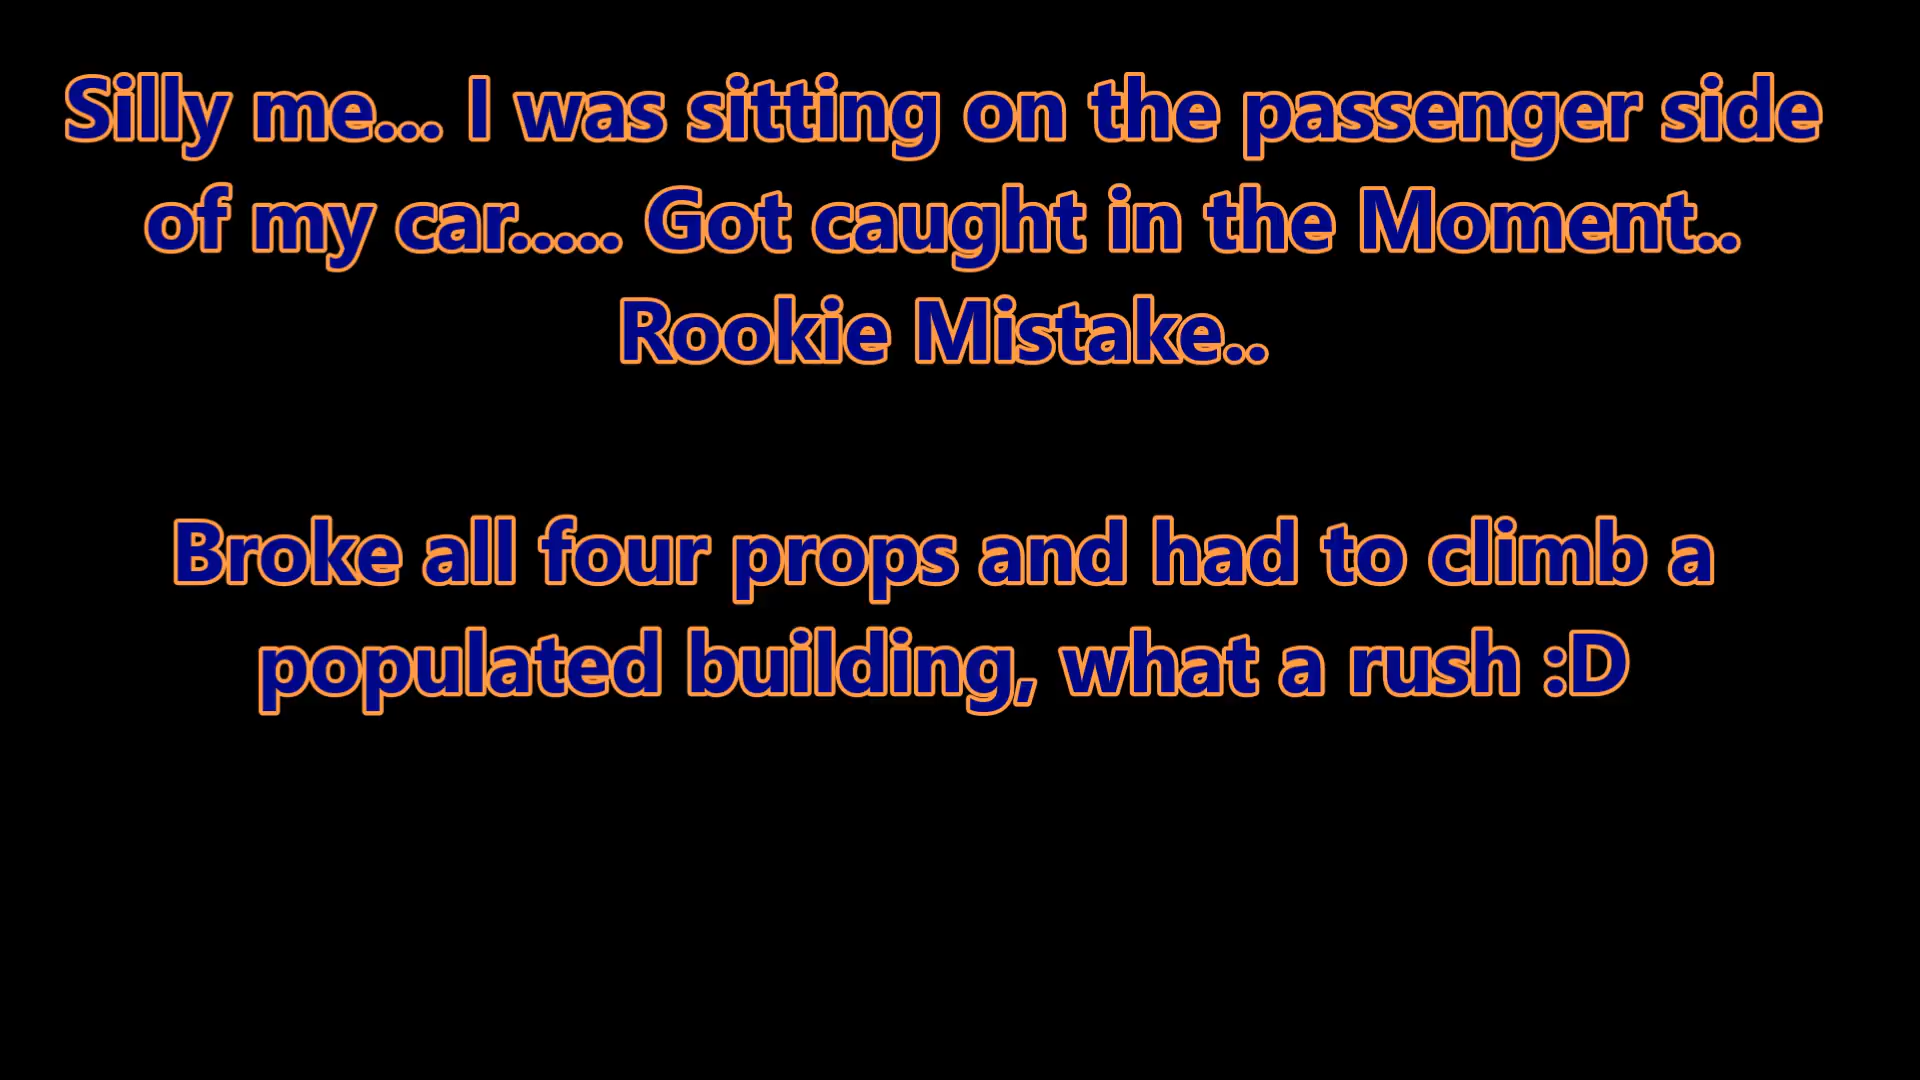 Silly me... I was sitting on the passenger side
of my car..... Got caught in the Moment..
Rookie Mistake..
Broke all four props and had to climb a
populated building, what a rush :D